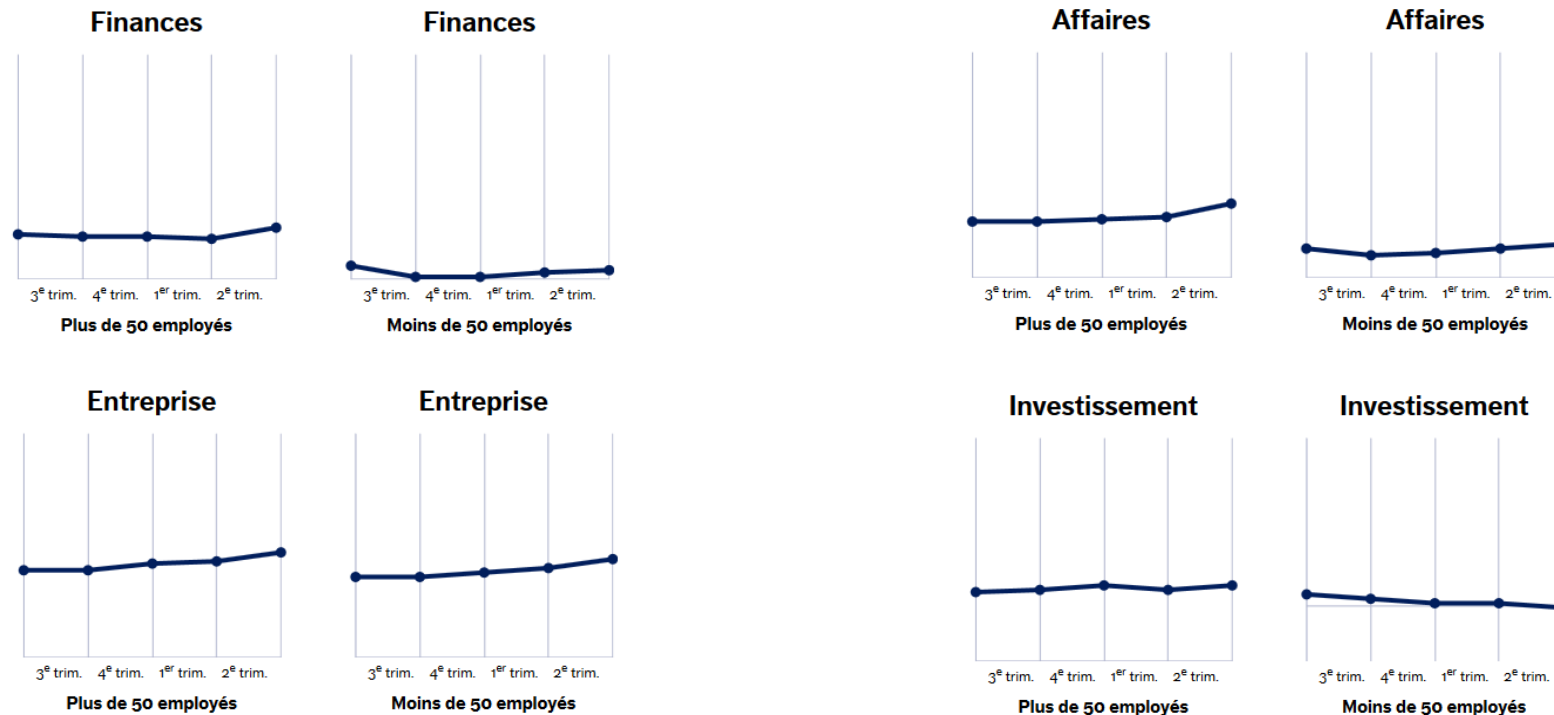 Finances
3e trim. 4e trim. 1er trim. 2e trim.
Plus de 50 employés
Finances
3e trim. 4e trim. 1er trim. 2e trim.
Moins de 50 employés
Affaires
3e trim. 4e trim. 1er trim. 2e trim.
Plus de 50 employés
Affaires
3e trim. 4e trim. 1er trim. 2e trim.
Moins de 50 employés
Entreprise
3e trim. 4e trim. 1er trim. 2e trim.
Plus de 50 employés
Entreprise
3e trim. 4e trim. 1er trim. 2e trim.
Moins de 50 employés
Investissement
3e trim. 4e trim. 1er trim. 2e trim.
Plus de 50 employés
Investissement
3e trim. 4e trim. 1er trim. 2e trim.
Moins de 50 employés